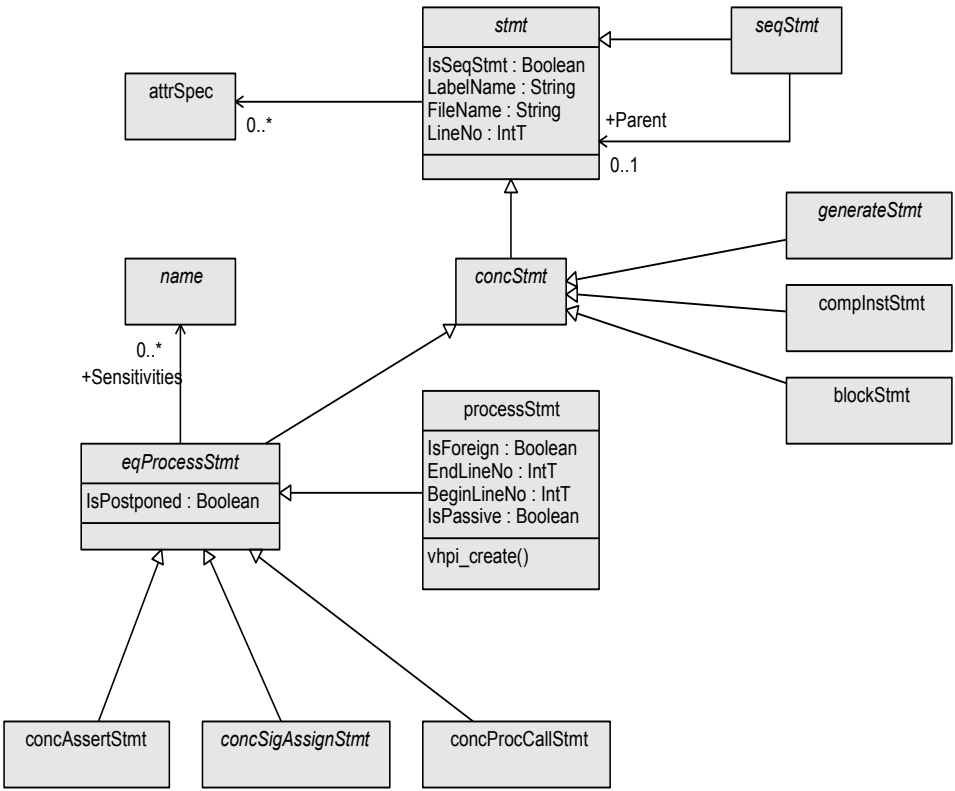 stmt
IsSeqStmt : Boolean
LabelName : String
FileName : String
LineNo : IntT
seqStmt
attrSpec
0..*
+Parent
0..1
generateStmt
name
concStmt
compInstStmt
0..*
+Sensitivities
blockStmt
processStmt
IsForeign : Boolean
EndLineNo : IntT
BeginLineNo : IntT
IsPassive : Boolean
vhpi_create()
eqProcessStmt
IsPostponed : Boolean
concAssertStmt
concSigAssignStmt
concProcCallStmt